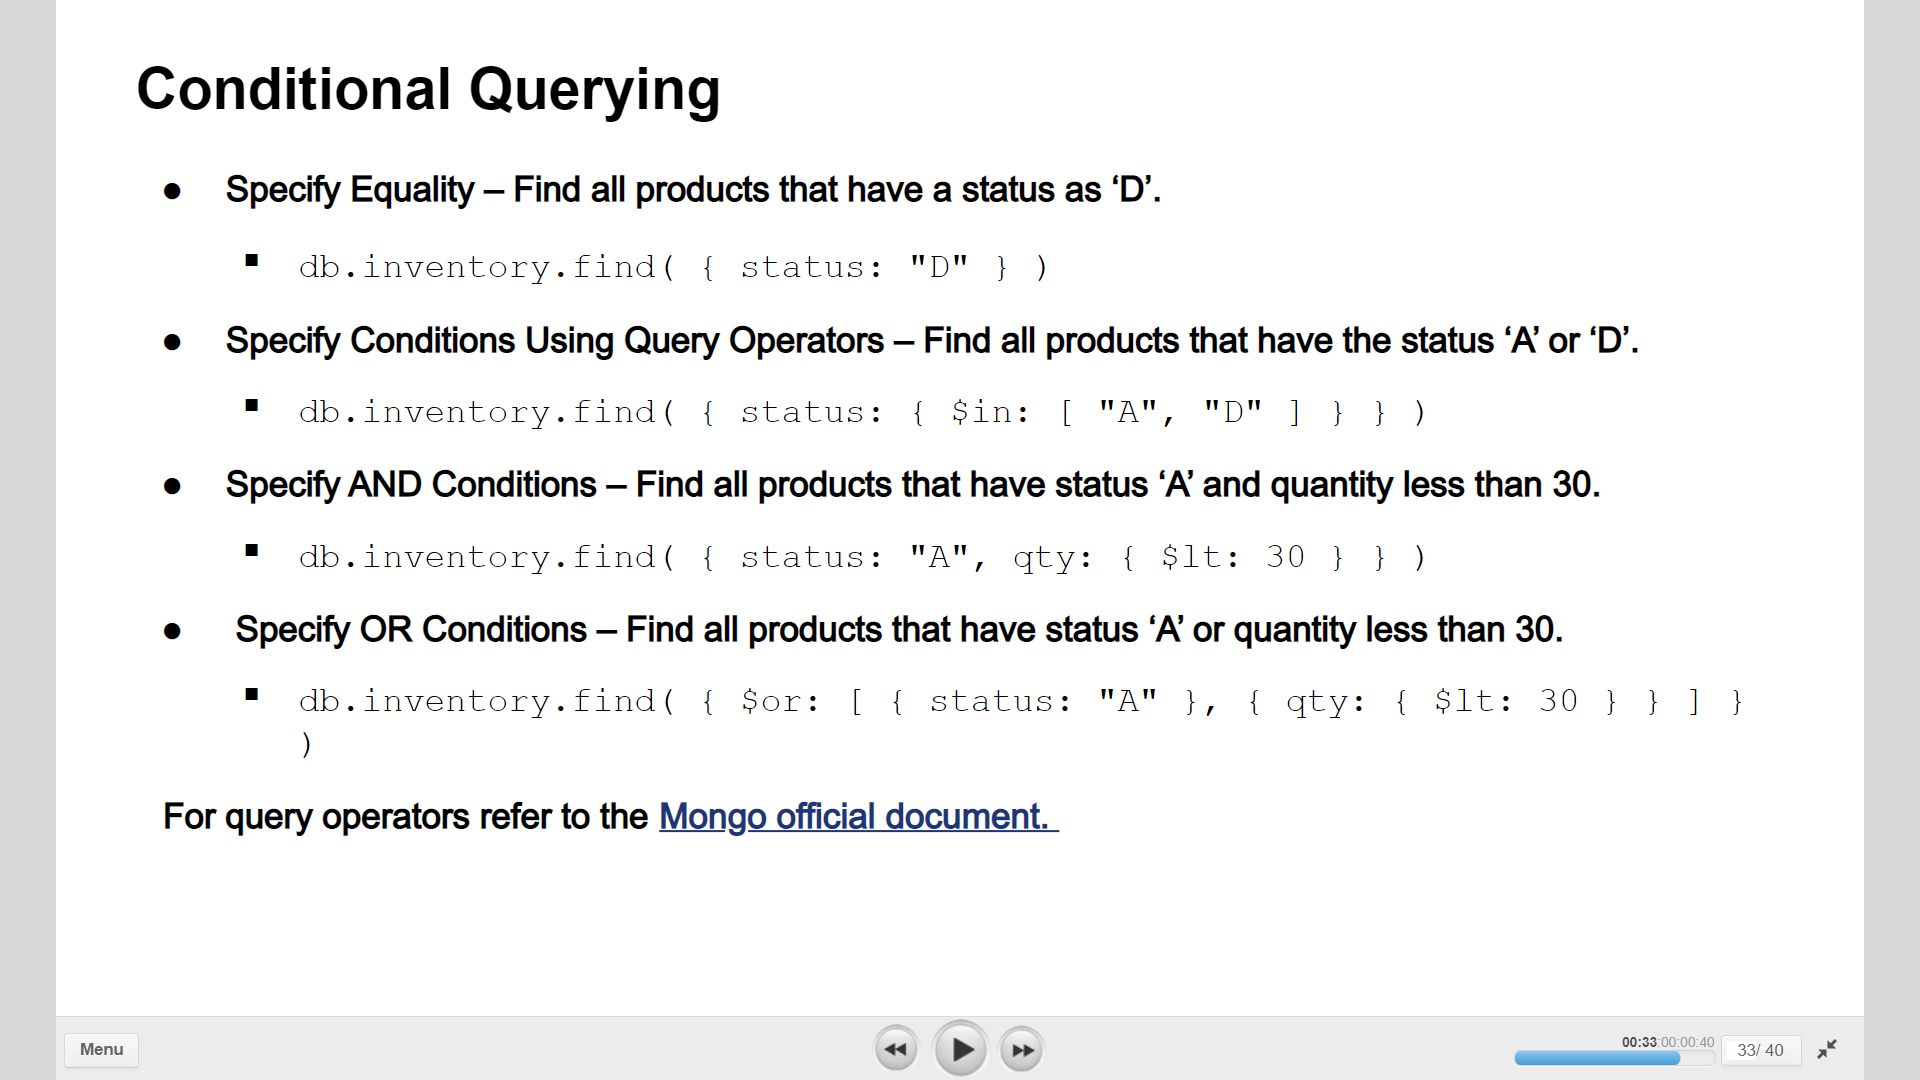 Conditional Querying
● Specify Equality – Find all products that have a status as ‘D’.
▪ db.inventory.find( { status: "D" } )
● Specify Conditions Using Query Operators – Find all products that have the status ‘A’ or ‘D’.
▪ db.inventory.find( { status: { $in: [ "A", "D" ] } } )
● Specify AND Conditions – Find all products that have status ‘A’ and quantity less than 30.
▪ db.inventory.find( { status: "A", qty: { $lt: 30 } } )
● Specify OR Conditions – Find all products that have status ‘A’ or quantity less than 30.
▪ db.inventory.find( { $or: [ { status: "A" }, { qty: { $lt: 30 } } ] }
)
For query operators refer to the Mongo official document.
Menu
00:33:00:00:40
33/ 40